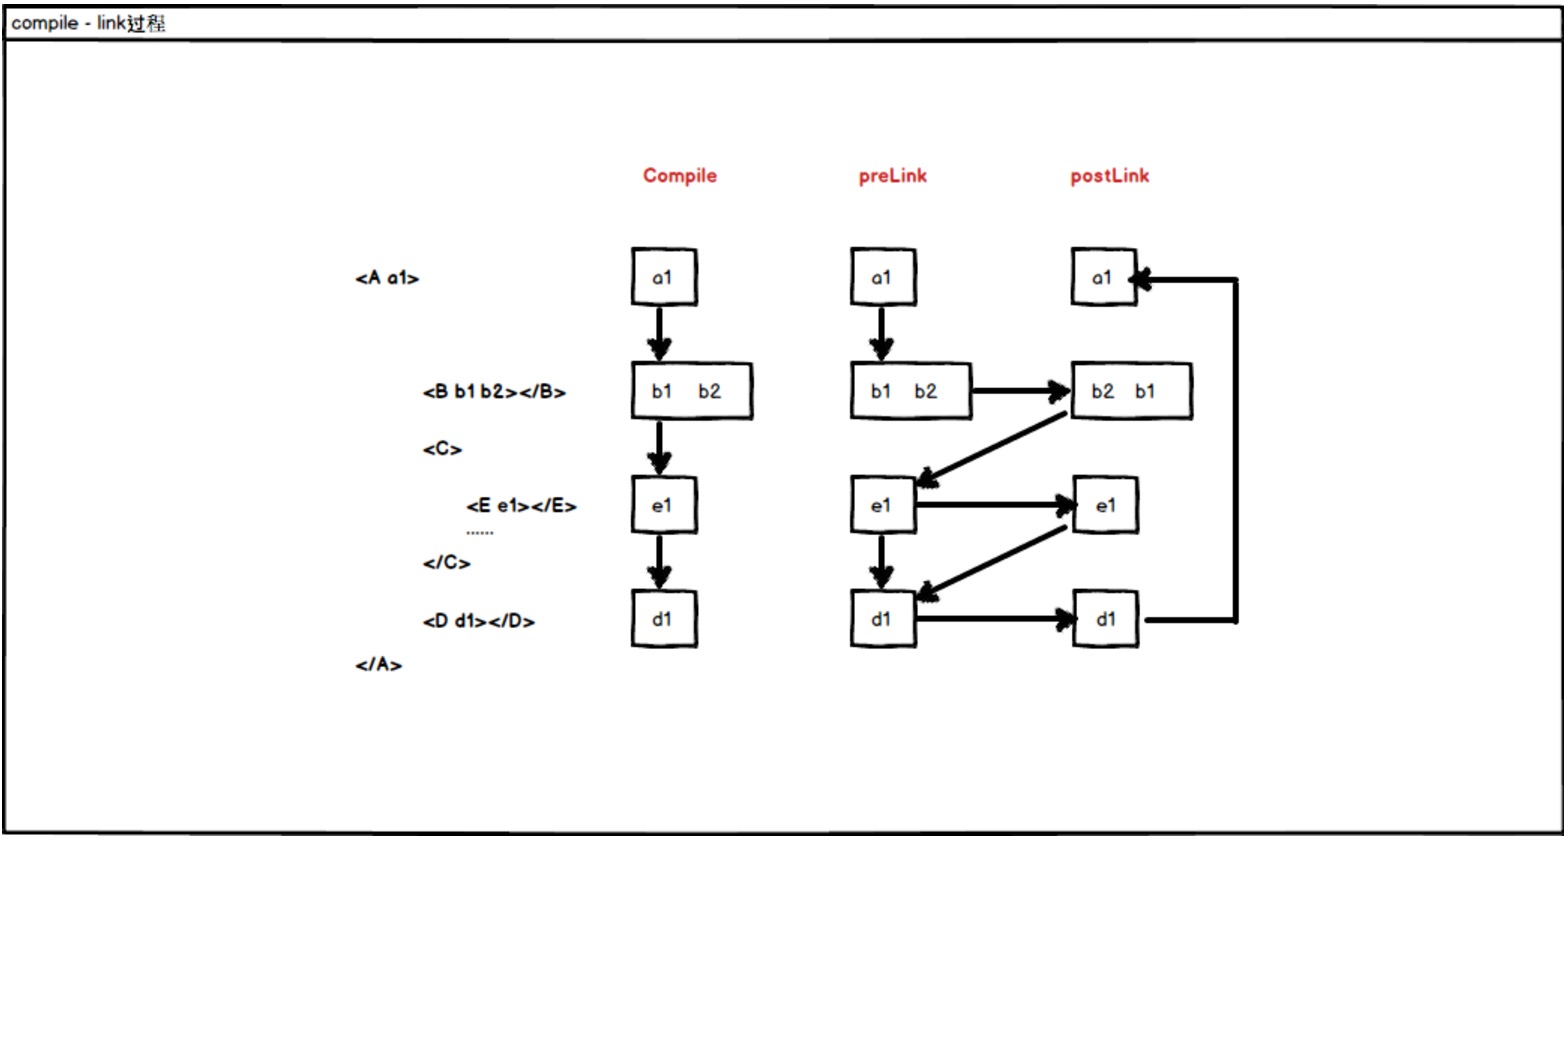 compile - link过程
Compile preLink postLink
<A a1> a1 a1 a1
<B b1 b2></B> b1 b2 b1 b2 b2 b1
<C>
<E e1></E> e1 e1 e1
......
</C>
<D d1></D> d1 d1 d1
</A>